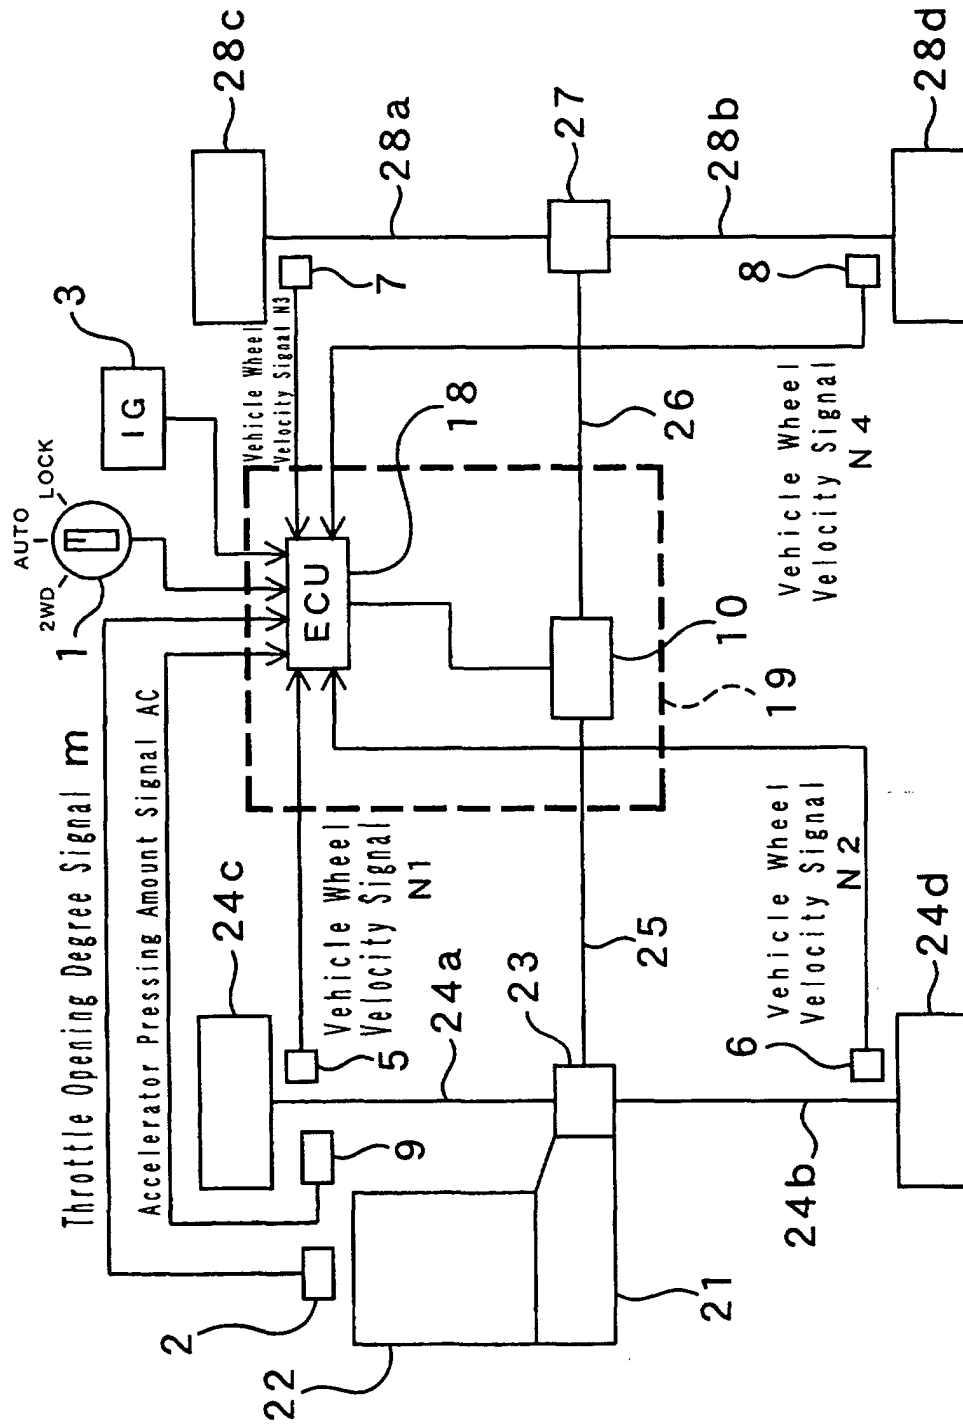 Throttle Opening Degree Signal m
Accelerator Pressing Amount Signal AC
1
2WD
AUTO
LOCK
3
IG
28c
Vehicle Wheel
Velocity Signal N3
7
28a
24c
2
9
5
Vehicle Wheel
Velocity Signal
N1
ECU
18
22
24a
23
25
10
19
26
27
28b
21
24b
6
Vehicle Wheel
Velocity Signal
N2
24d
Vehicle Wheel
Velocity Signal
N4
8
28d